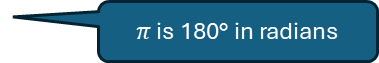 𝜋 is 180° in radians